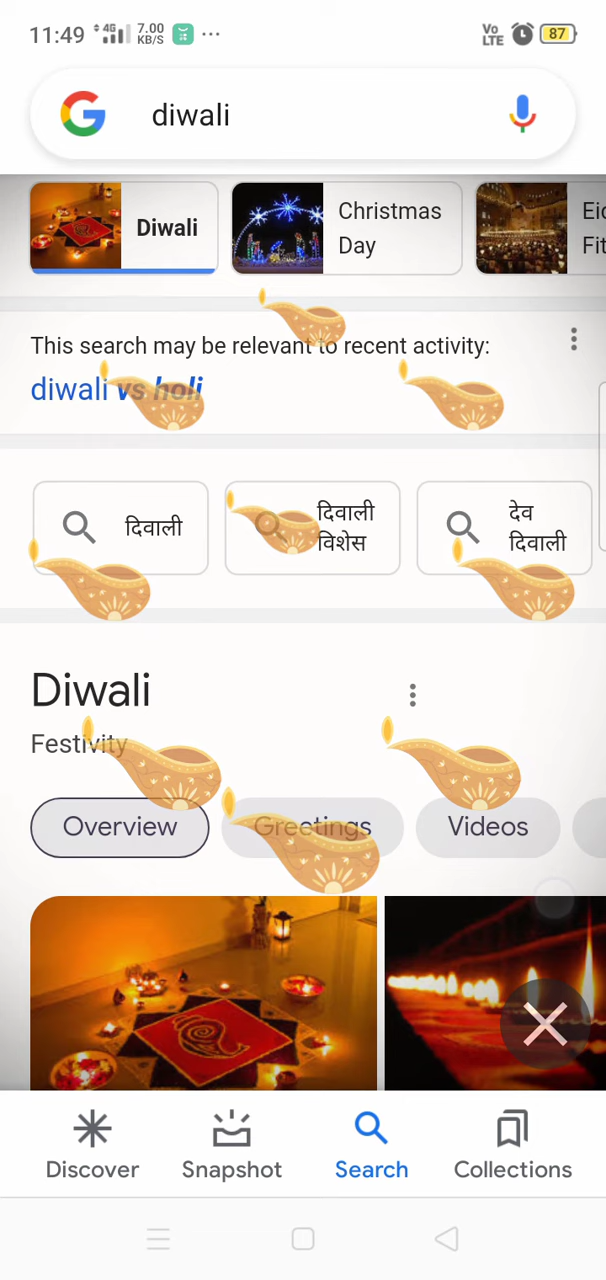 11:49 4G 7.00 KB/S ... Vo LTE 87
diwali
Diwali
Christmas Day
This search may be relevant to recent activity:
diwali vs holi
दिवाली
दिवाली
विशेस
देव
दिवाली
Diwali
Festivity
Overview Greetings Videos
Discover Snapshot Search Collections